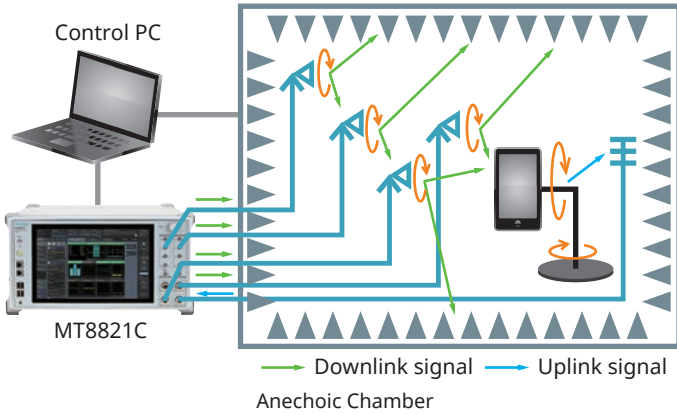 Control PC
MT8821C
Downlink signal
Uplink signal
Anechoic Chamber